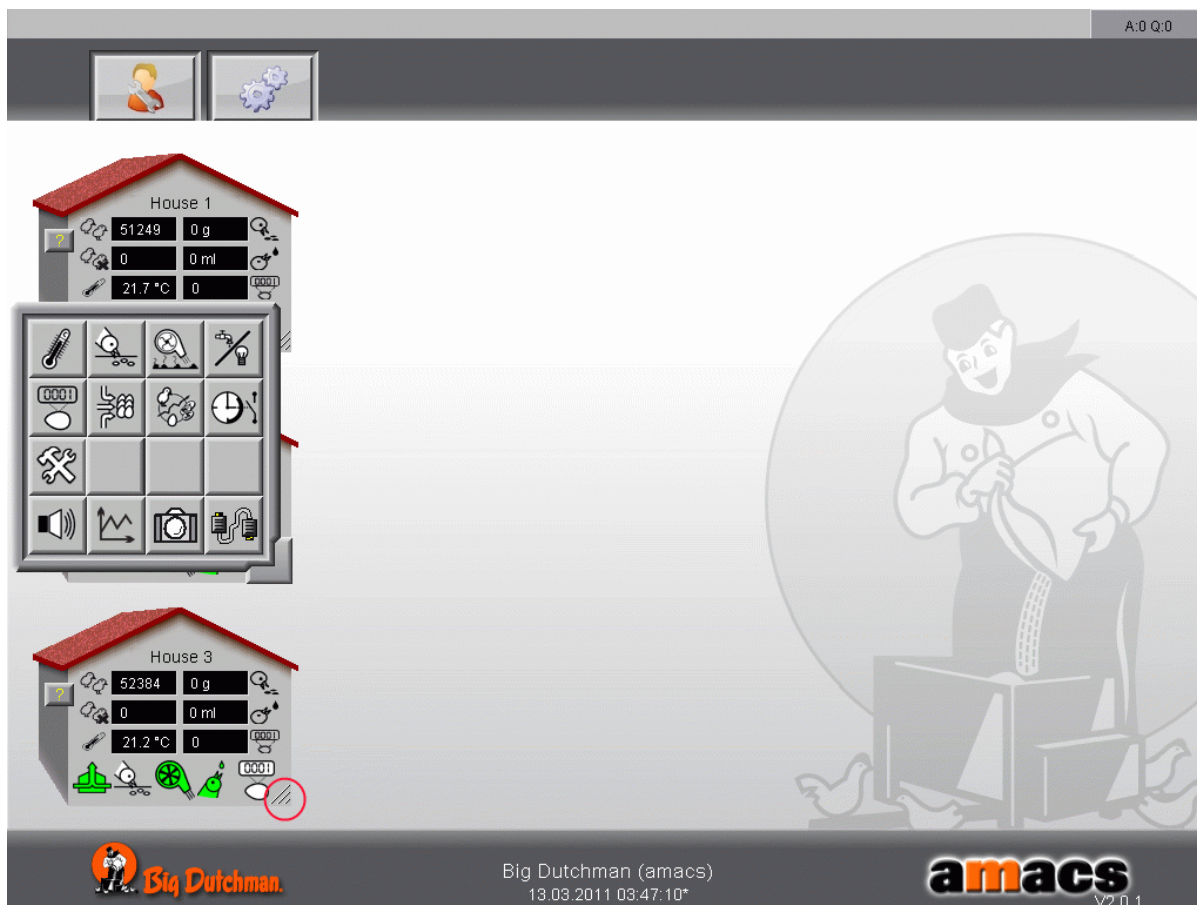 A:0 Q:0
House 1
? 51249 0 g
0 0 ml
21.7 °C 0 0001
0001
House 3
? 52384 0 g
0 0 ml
21.2 °C 0 0001
0001
Big Dutchman.
Big Dutchman (amacs)
13.03.2011 03:47:10*
amacs
V2.0.1